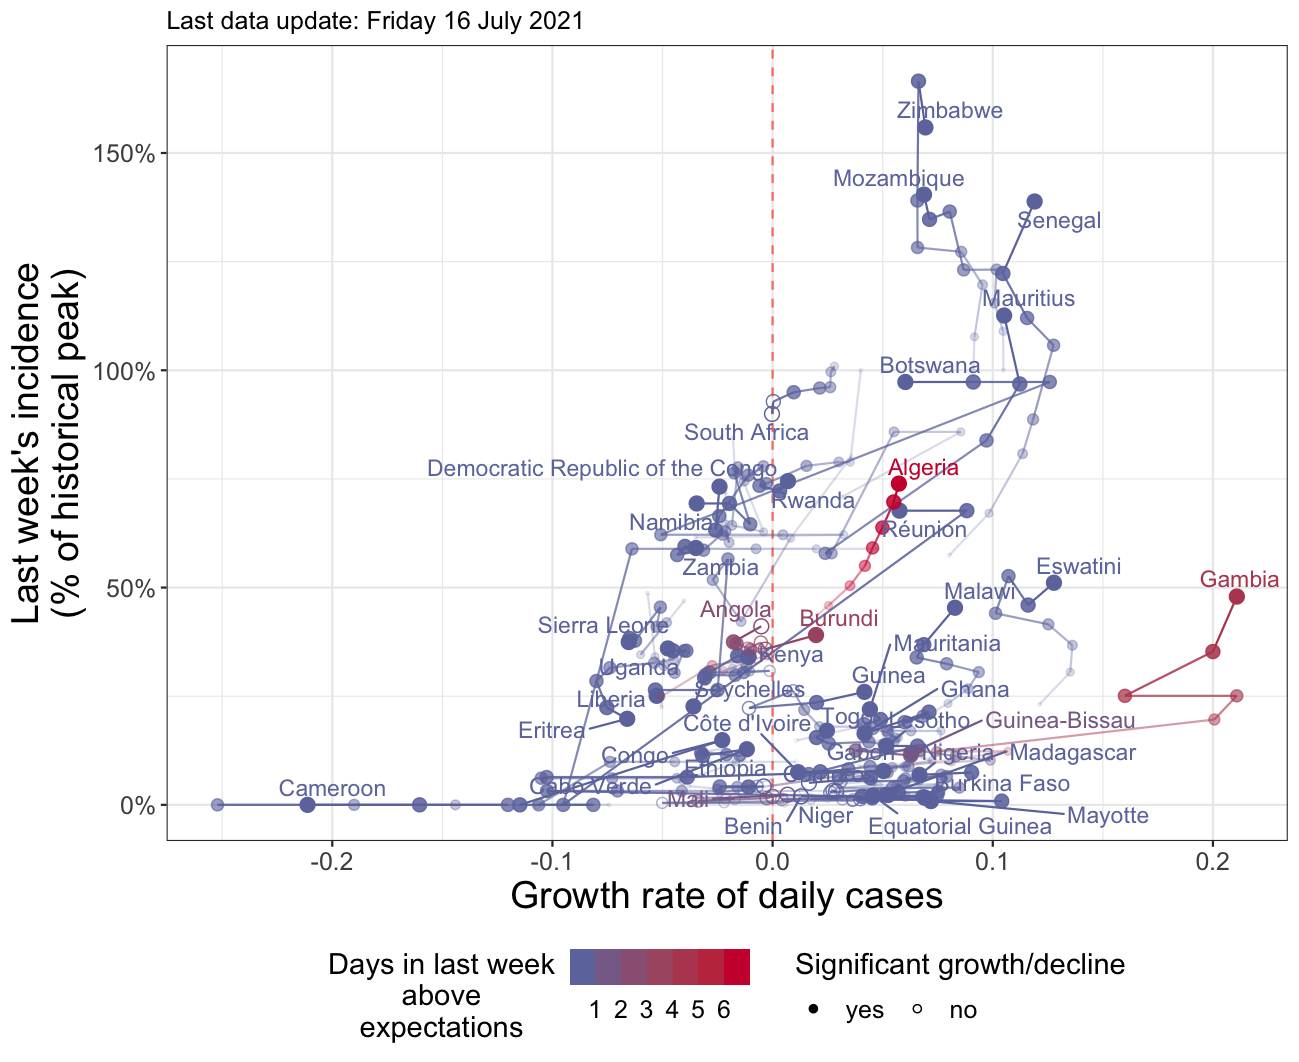 Last data update: Friday 16 July 2021
Last week's incidence
(% of historical peak)
150%
100%
50%
0%
Zimbabwe
Mozambique
Senegal
Mauritius
Botswana
South Africa
Democratic Republic of the Congo
Algeria
Rwanda
Namibia
Réunion
Zambia
Eswatini
Gambia
Malawi
Angola
Burundi
Sierra Leone
Mauritania
Kenya
Uganda
Guinea
Seychelles
Ghana
Liberia
Togo
Lesotho
Guinea-Bissau
Eritrea
Côte d'Ivoire
Congo
Gabon
Nigeria
Madagascar
Ethiopia
Cabo Verde
Burkina Faso
Cameroon
Mali
Niger
Mayotte
Benin
Equatorial Guinea
-0.2
-0.1
0.0
0.1
0.2
Growth rate of daily cases
Days in last week
above
expectations
1 2 3 4 5 6
Significant growth/decline
yes
no